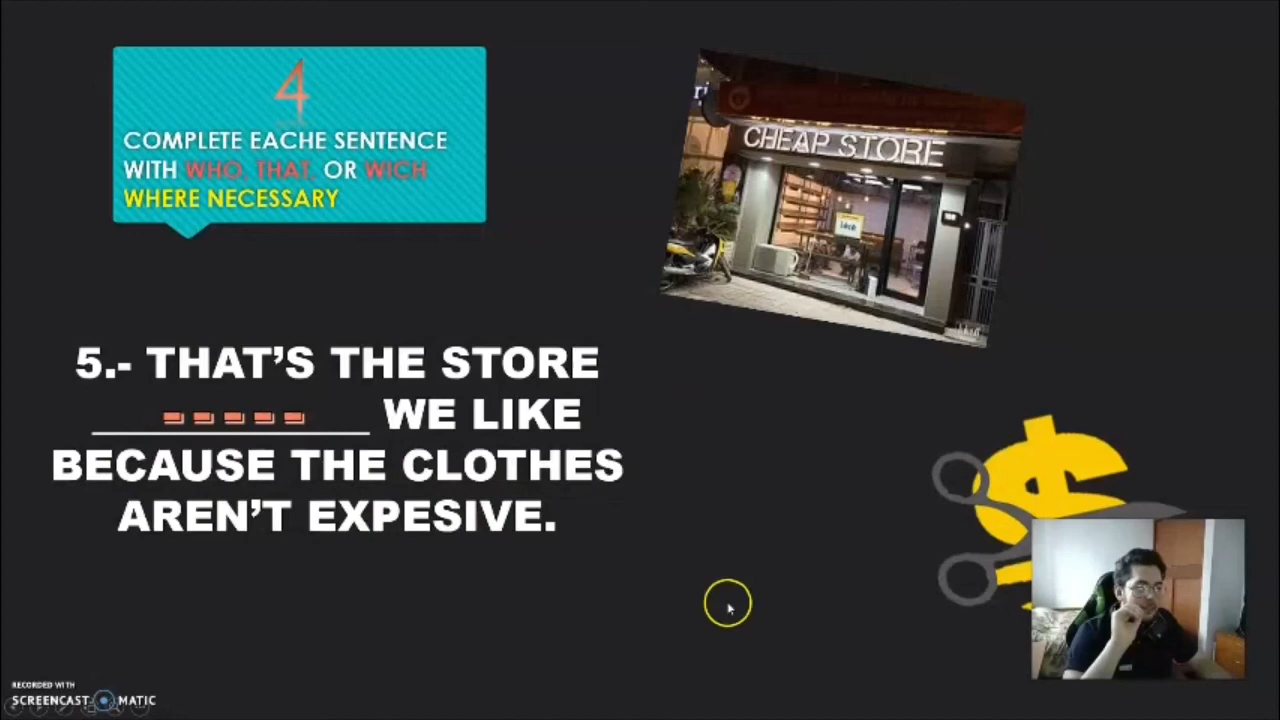 4
COMPLETE EACHE SENTENCE
WITH WHO, THAT, OR WICH
WHERE NECESSARY
CHEAP STORE
5.- THAT'S THE STORE
_____________ WE LIKE
BECAUSE THE CLOTHES
AREN'T EXPESIVE.
RECORDED WITH
SCREENCAST MATIC